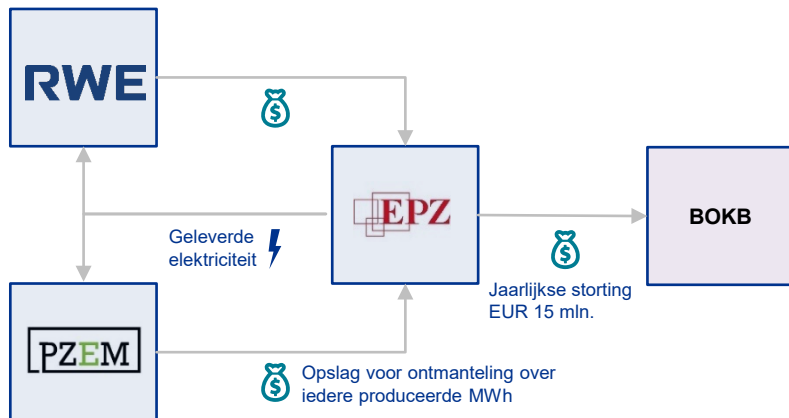 RWE
EPZ
BOKB
Geleverde
elektriciteit
Jaarlijkse storting
EUR 15 mln.
PZEM
Opslag voor ontmanteling over
iedere produceerde MWh